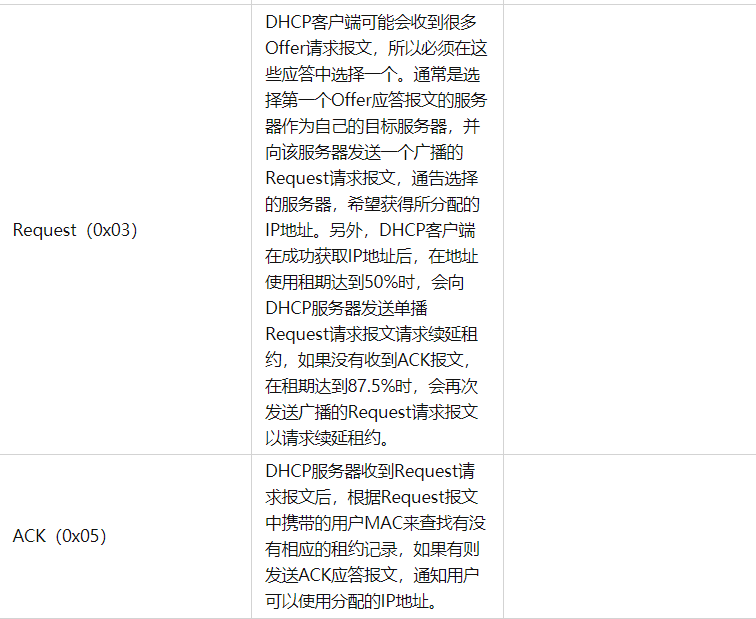 Request（0x03）
DHCP客户端可能会收到很多
Offer请求报文，所以必须在这
些应答中选择一个。通常是选
择第一个Offer应答报文的服务
器作为自己的目标服务器，并
向该服务器发送一个广播的
Request请求报文，通告选择
的服务器，希望获得所分配的
IP地址。另外，DHCP客户端
在成功获取IP地址后，在地址
使用租期达到50%时，会向
DHCP服务器发送单播
Request请求报文请求续延租
约，如果没有收到ACK报文，
在租期达到87.5%时，会再次
发送广播的Request请求报文
以请求续延租约。
ACK（0x05）
DHCP服务器收到Request请
求报文后，根据Request报文
中携带的用户MAC来查找有没
有相应的租约记录，如果有则
发送ACK应答报文，通知用户
可以使用分配的IP地址。